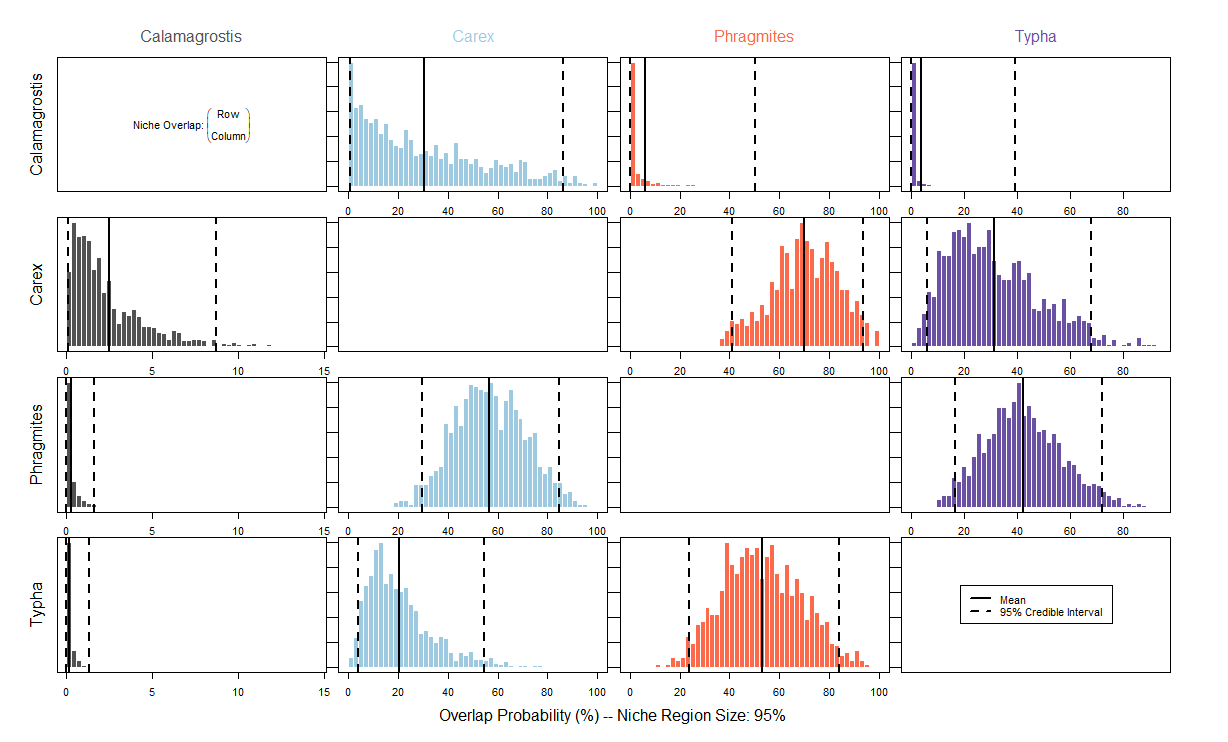 Calamagrostis Carex Phragmites Typha
Calamagrostis
Niche Overlap: (Row
Column)
0 20 40 60 80 100 0 20 40 60 80 100 0 20 40 60 80
Carex
0 5 10 15 0 20 40 60 80 100 0 20 40 60 80
Phragmites
0 5 10 15 0 20 40 60 80 100 0 20 40 60 80
Typha
Mean
95% Credible Interval
0 5 10 15 0 20 40 60 80 100 0 20 40 60 80 100
Overlap Probability (%) -- Niche Region Size: 95%